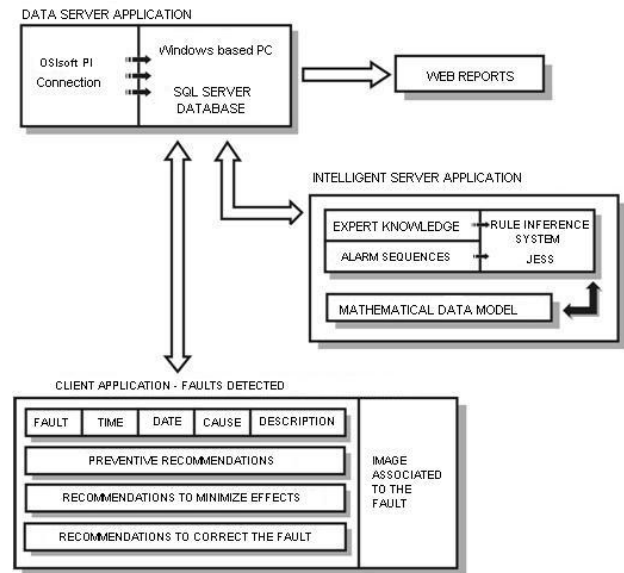 DATA SERVER APPLICATION
OSIsoft PI
Connection
Windows based PC
SQL SERVER
DATABASE
WEB REPORTS
INTELLIGENT SERVER APPLICATION
EXPERT KNOWLEDGE
ALARM SEQUENCES
RULE INFERENCE
SYSTEM
JESS
MATHEMATICAL DATA MODEL
CLIENT APPLICATION - FAULTS DETECTED
FAULT TIME DATE CAUSE DESCRIPTION
PREVENTIVE RECOMMENDATIONS
RECOMMENDATIONS TO MINIMIZE EFFECTS
RECOMMENDATIONS TO CORRECT THE FAULT
IMAGE
ASSOCIATED
TO THE
FAULT